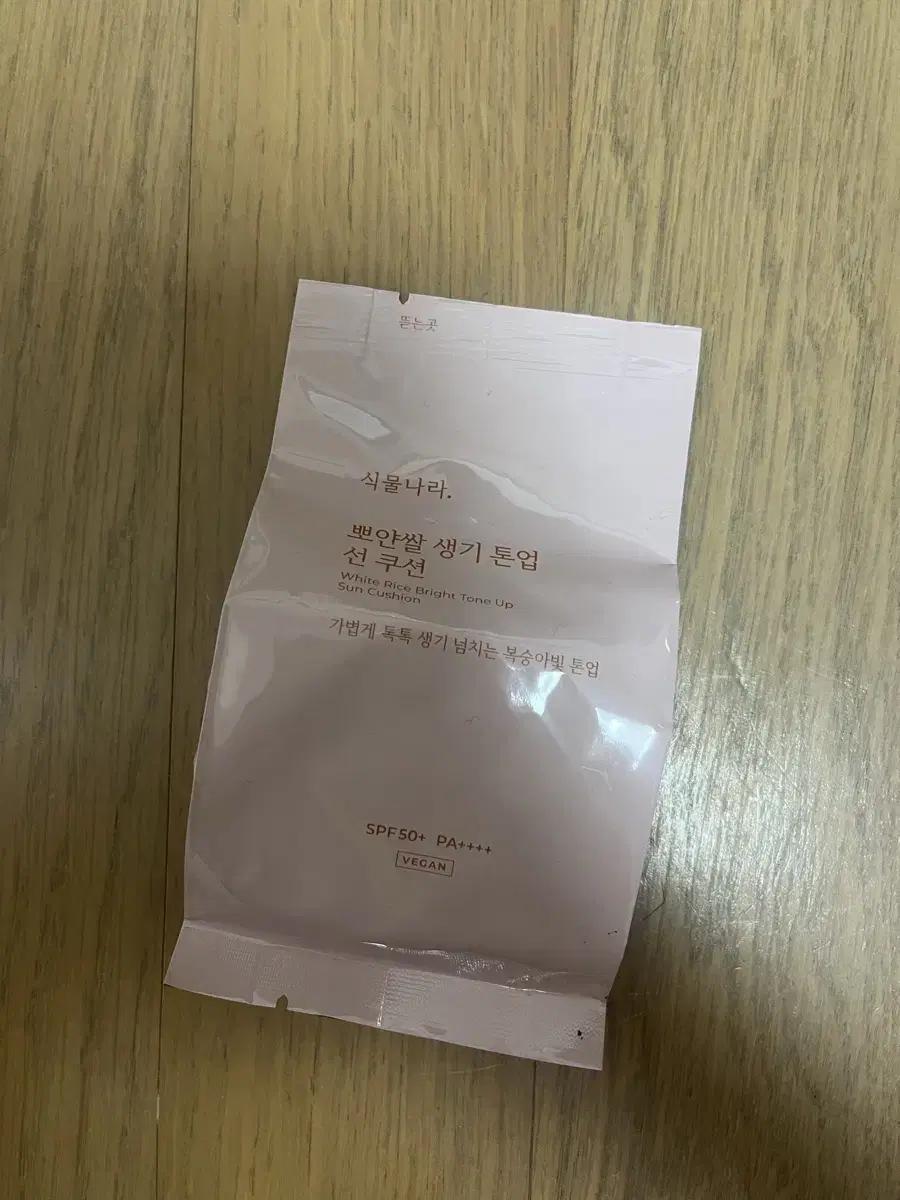 뜯는곳
식물나라.
뽀얀쌀 생기 톤업
선 쿠션
White Rice Bright Tone Up
Sun Cushion
가볍게 톡톡 생기 넘치는 복숭아빛 톤업
SPF50+ PA++++
VEGAN